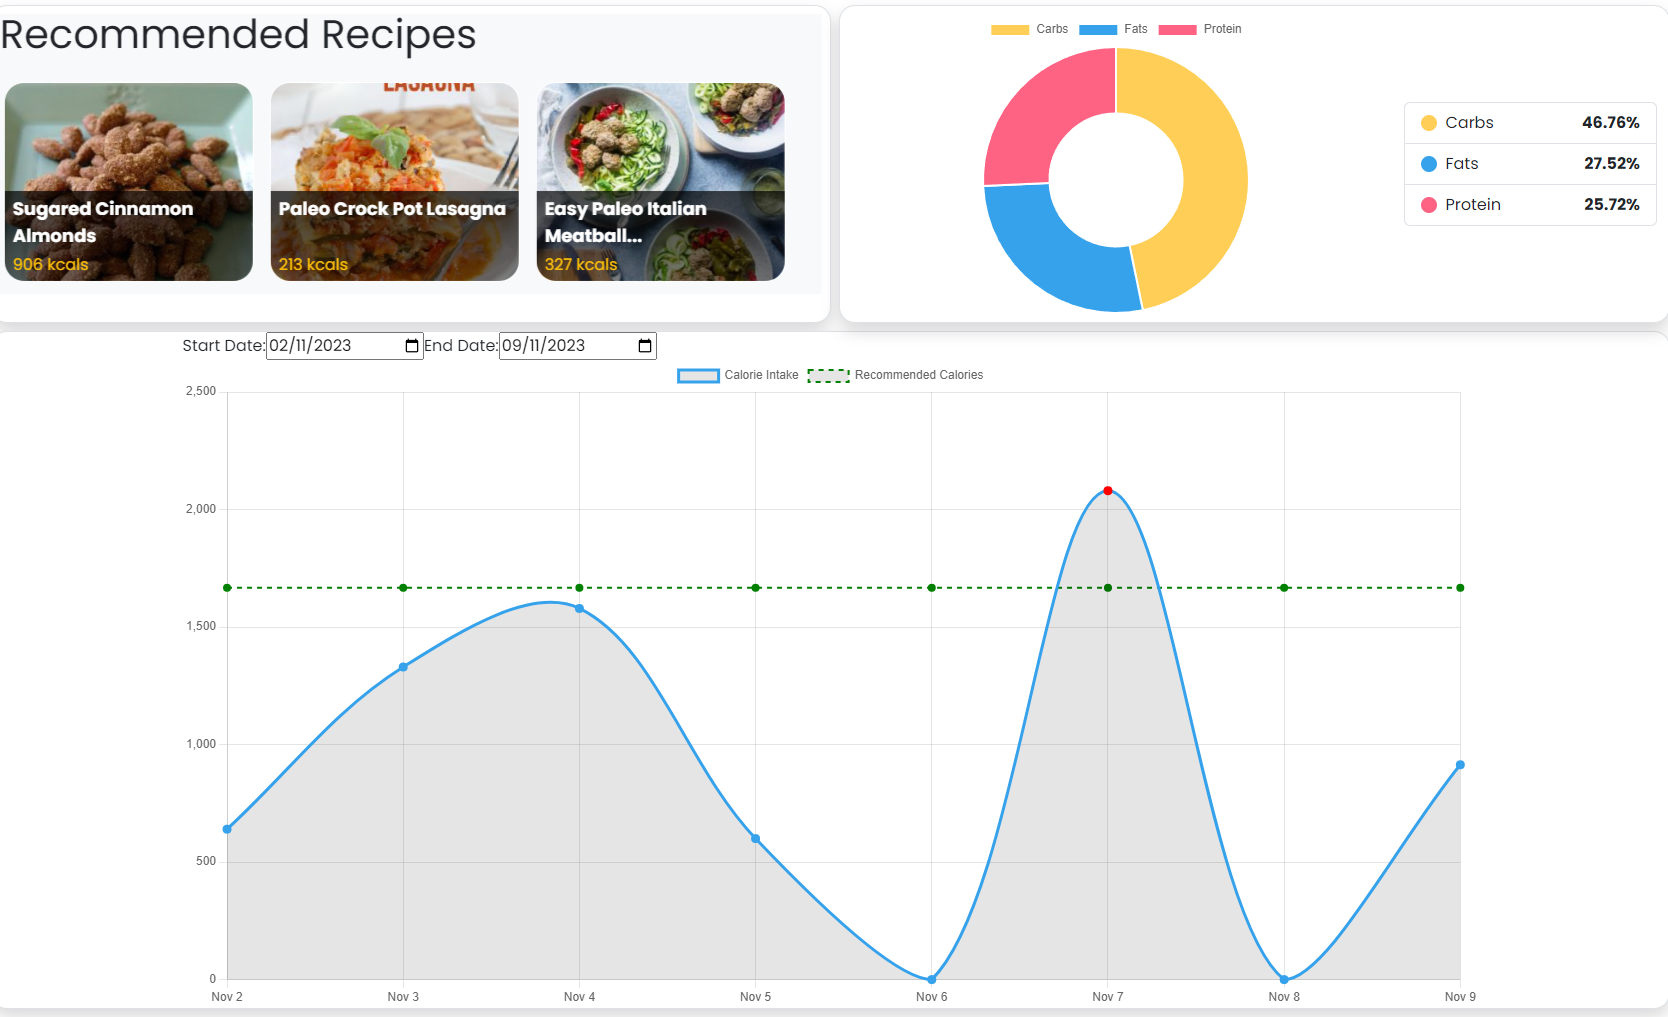 Recommended Recipes
LASAGNA
Sugared Cinnamon
Almonds
906 kcals
Paleo Crock Pot Lasagna
213 kcals
Easy Paleo Italian
Meatball...
327 kcals
Carbs Fats Protein
Carbs 46.76%
Fats 27.52%
Protein 25.72%
Start Date: 02/11/2023 End Date: 09/11/2023
Calorie Intake Recommended Calories
2,500
2,000
1,500
1,000
500
0
Nov 2 Nov 3 Nov 4 Nov 5 Nov 6 Nov 7 Nov 8 Nov 9